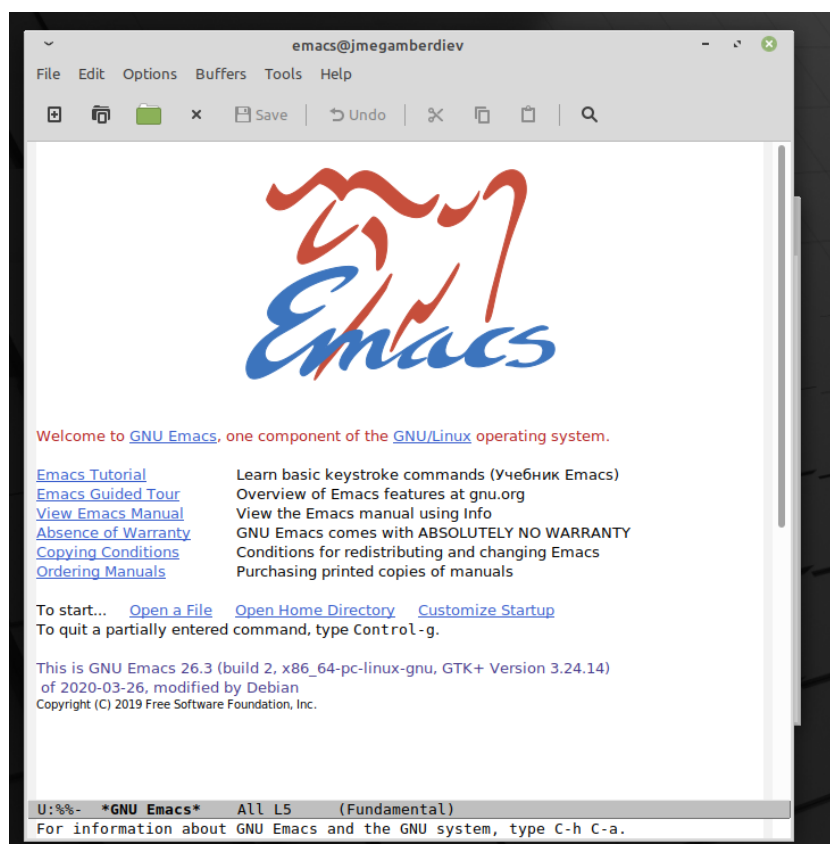 emacs@jmegamberdiev
File Edit Options Buffers Tools Help
Save Undo
Emacs
Welcome to GNU Emacs, one component of the GNU/Linux operating system.
Emacs Tutorial Learn basic keystroke commands (Учебник Emacs)
Emacs Guided Tour Overview of Emacs features at gnu.org
View Emacs Manual View the Emacs manual using Info
Absence of Warranty GNU Emacs comes with ABSOLUTELY NO WARRANTY
Copying Conditions Conditions for redistributing and changing Emacs
Ordering Manuals Purchasing printed copies of manuals
To start... Open a File Open Home Directory Customize Startup
To quit a partially entered command, type Control-g.
This is GNU Emacs 26.3 (build 2, x86_64-pc-linux-gnu, GTK+ Version 3.24.14)
of 2020-03-26, modified by Debian
Copyright (C) 2019 Free Software Foundation, Inc.
U:%%- *GNU Emacs* All L5 (Fundamental)
For information about GNU Emacs and the GNU system, type C-h C-a.